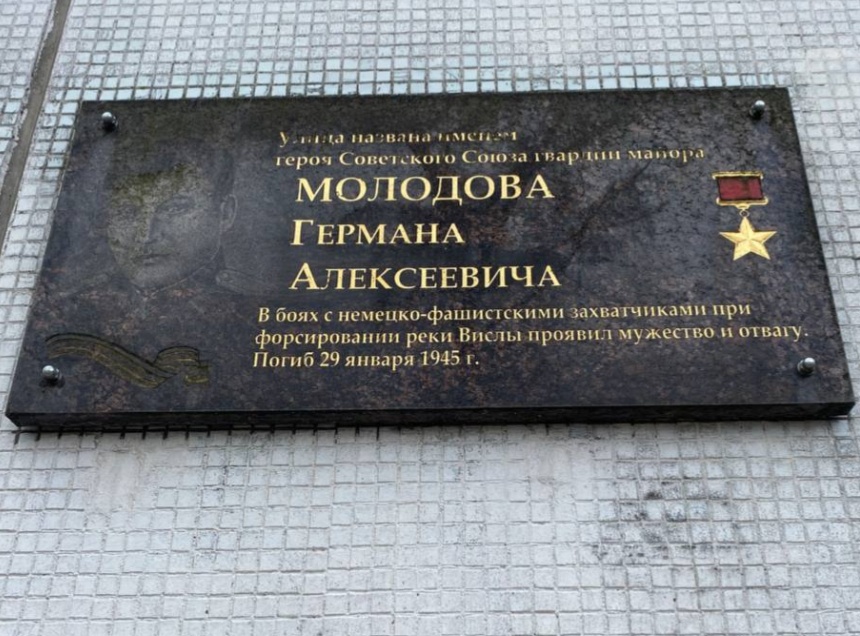 Улица названа именем
героя Советского Союза гвардии майора
МОЛОДОВА
ГЕРМАНА
АЛЕКСЕЕВИЧА
В боях с немецко-фашистскими захватчиками при
форсировании реки Вислы проявил мужество и отвагу.
Погиб 29 января 1945 г.